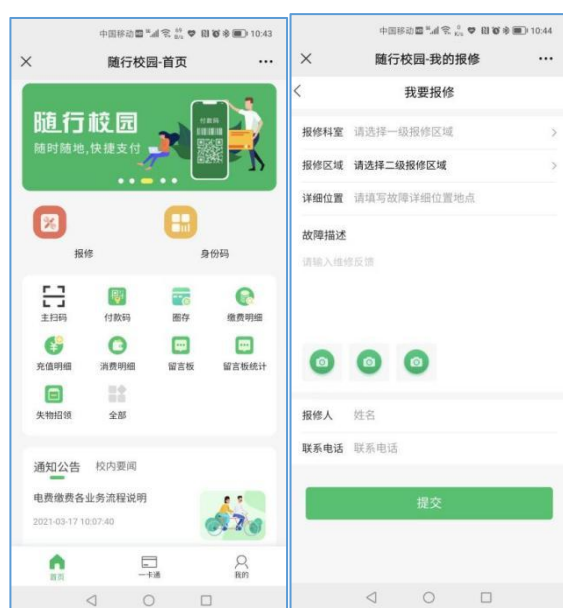 中国移动 10:43
随行校园-首页
随行校园
随时随地,快捷支付
付款码
报修 身份码
主扫码 付款码 圈存 缴费明细
充值明细 消费明细 留言板 留言板统计
失物招领 全部
通知公告 校内要闻
电费缴费各业务流程说明
2021-03-17 10:07:40
首页 一卡通 我的
中国移动 10:44
随行校园-我的报修
我要报修
报修科室 请选择一级报修区域
报修区域 请选择二级报修区域
详细位置 请填写故障详细位置地点
故障描述
请输入维修反馈
报修人 姓名
联系电话 联系电话
提交